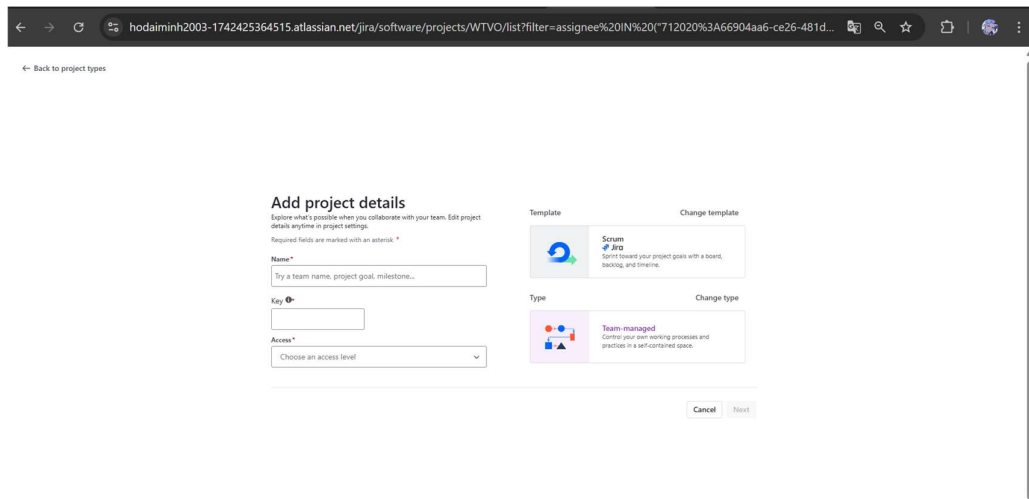 hodaiminh2003-1742425364515.atlassian.net/jira/software/projects/WTVO/list?filter=assignee%20IN%20("712020%3A66904aa6-ce26-481d...
← Back to project types
Add project details
Explore what's possible when you collaborate with your team. Edit project
details anytime in project settings.
Required fields are marked with an asterisk *
Name*
Try a team name, project goal, milestone...
Key
Access*
Choose an access level
Template Change template
Scrum
Jira
Sprint toward your project goals with a board,
backlog, and timeline.
Type Change type
Team-managed
Control your own working processes and
practices in a self-contained space.
Cancel Next